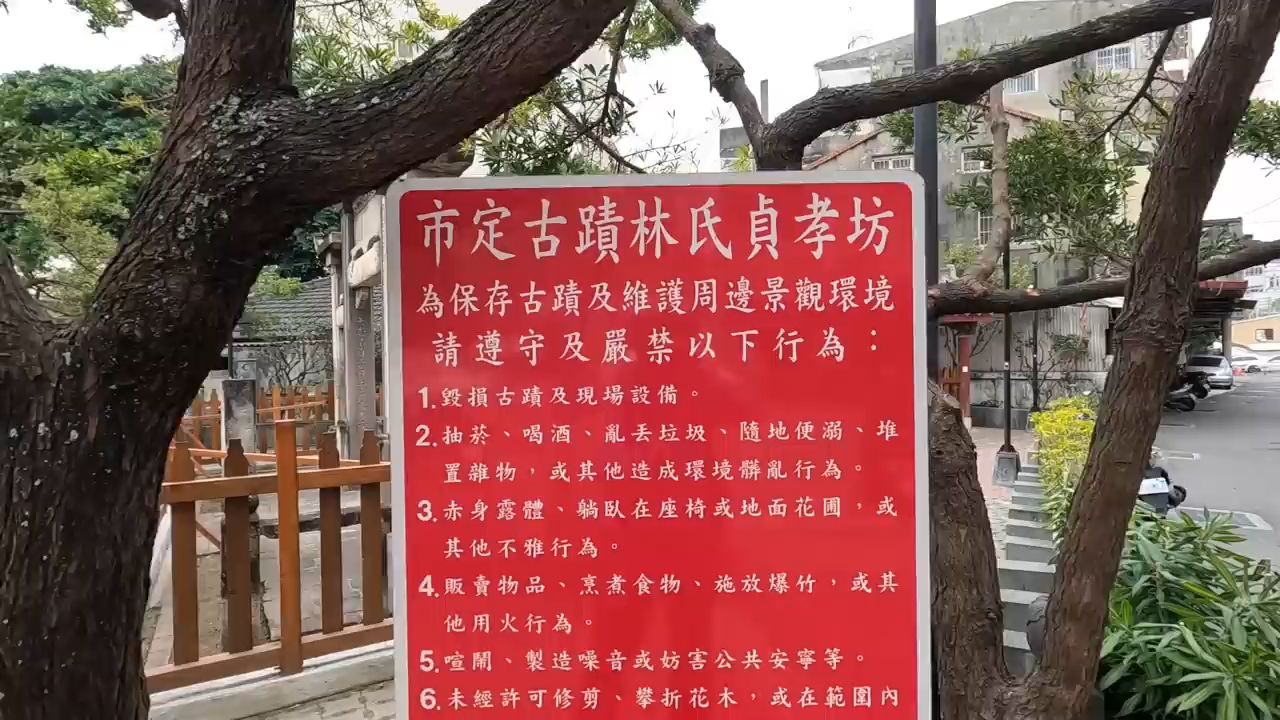 市定古蹟林氏貞孝坊
為保存古蹟及維護周邊景觀環境
請遵守及嚴禁以下行為：
1.毀損古蹟及現場設備。
2.抽菸、喝酒、亂丟垃圾、隨地便溺、堆
置雜物，或其他造成環境髒亂行為。
3.赤身露體、躺臥在座椅或地面花圃，或
其他不雅行為。
4.販賣物品、烹煮食物、施放爆竹，或其
他用火行為。
5.喧鬧、製造噪音或妨害公共安寧等。
6.未經許可修剪、攀折花木，或在範圍內